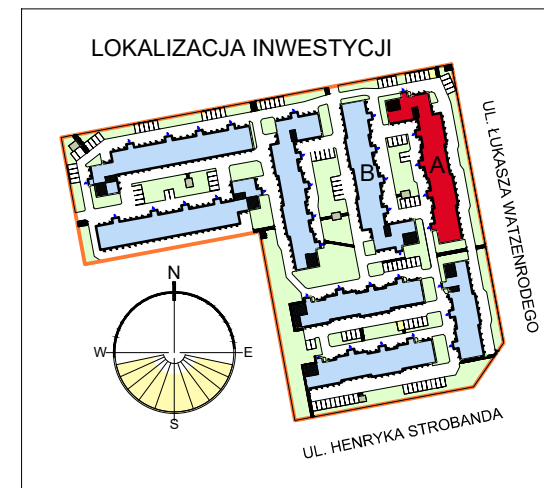 LOKALIZACJA INWESTYCJI
A
B
UL. ŁUKASZA WATZENRODEGO
N
W
E
S
UL. HENRYKA STROBANDA